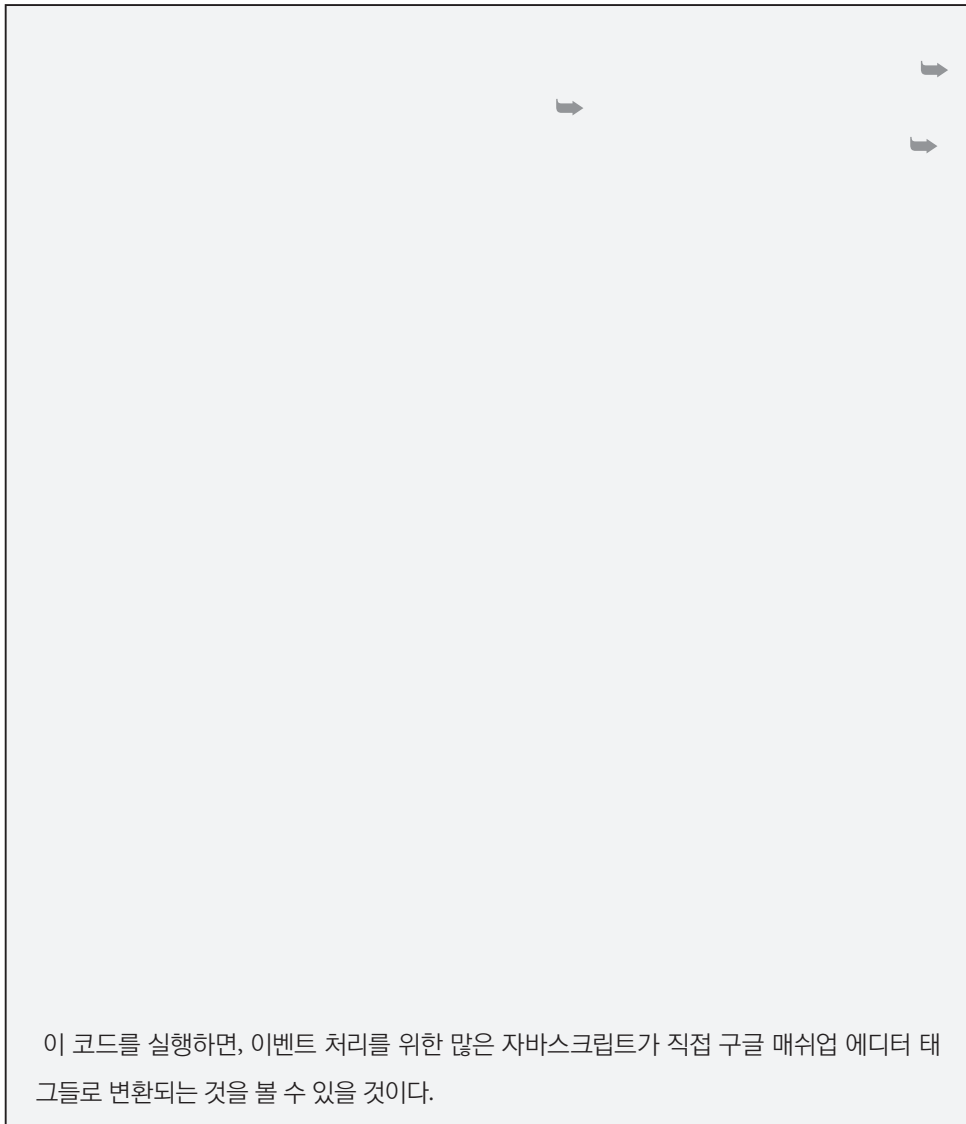 이 코드를 실행하면, 이벤트 처리를 위한 많은 자바스크립트가 직접 구글 매쉬업 에디터 태
그들로 변환되는 것을 볼 수 있을 것이다.